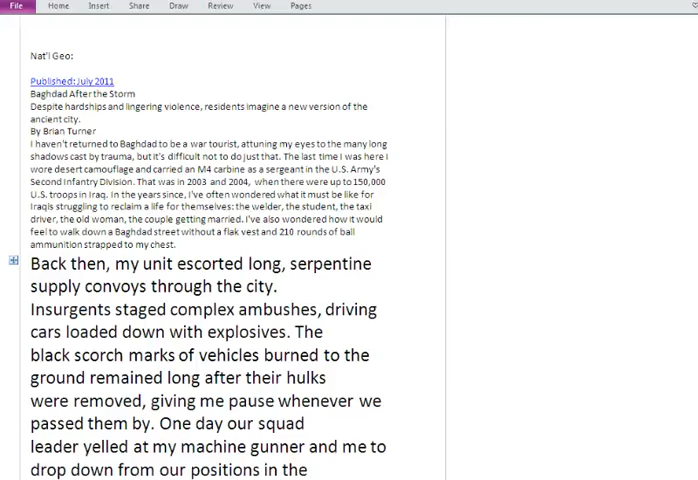 File Home Insert Share Draw Review View Pages
Nat'l Geo:
Published: July 2011
Baghdad After the Storm
Despite hardships and lingering violence, residents imagine a new version of the
ancient city.
By Brian Turner
I haven't returned to Baghdad to be a war tourist, attuning my eyes to the many long
shadows cast by trauma, but it's difficult not to do just that. The last time I was here I
wore desert camouflage and carried an M4 carbine as a sergeant in the U.S. Army's
Second Infantry Division. That was in 2003 and 2004, when there were up to 150,000
U.S. troops in Iraq. In the years since, I've often wondered what it must be like for
Iraqis struggling to reclaim a life for themselves: the welder, the student, the taxi
driver, the old woman, the couple getting married. I've also wondered how it would
feel to walk down a Baghdad street without a flak vest and 210 rounds of ball
ammunition strapped to my chest.
Back then, my unit escorted long, serpentine
supply convoys through the city.
Insurgents staged complex ambushes, driving
cars loaded down with explosives. The
black scorch marks of vehicles burned to the
ground remained long after their hulks
were removed, giving me pause whenever we
passed them by. One day our squad
leader yelled at my machine gunner and me to
drop down from our positions in the